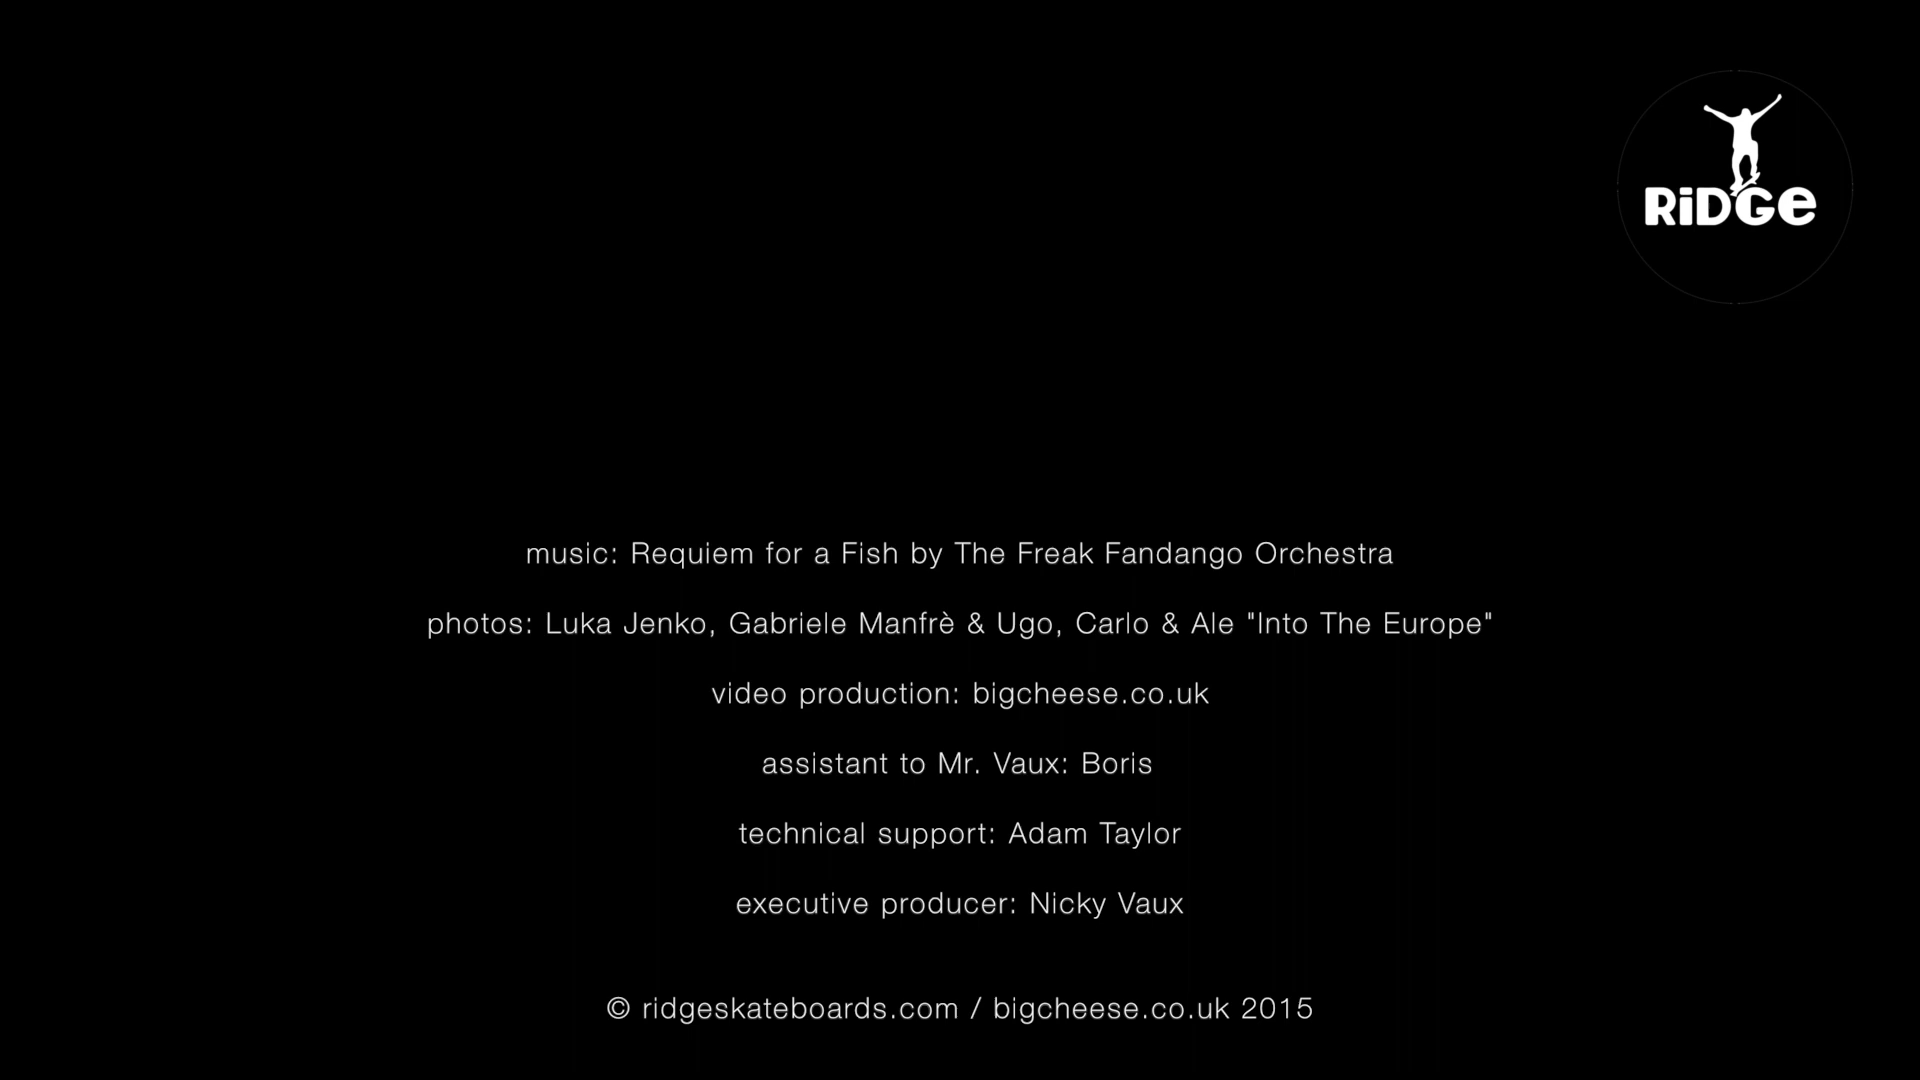 RiDGe
music: Requiem for a Fish by The Freak Fandango Orchestra
photos: Luka Jenko, Gabriele Manfrè & Ugo, Carlo & Ale "Into The Europe"
video production: bigcheese.co.uk
assistant to Mr. Vaux: Boris
technical support: Adam Taylor
executive producer: Nicky Vaux
© ridgeskateboards.com / bigcheese.co.uk 2015